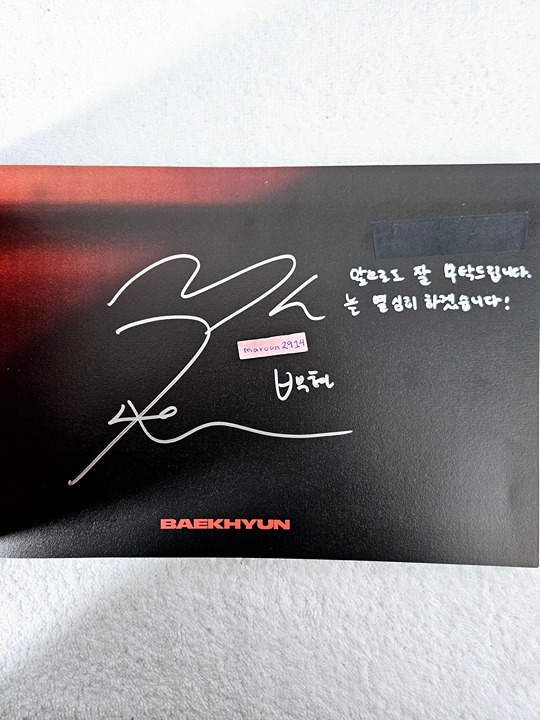 앞으로도 잘 부탁드립니다.
는 열심히 하겠습니다!
maroon2914
백현
BAEKHYUN